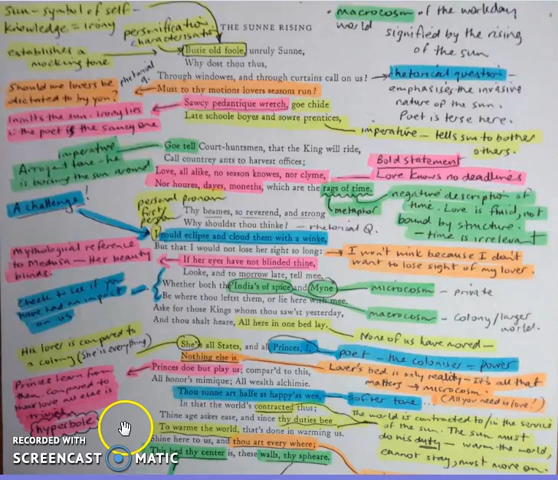 Sun - symbol of self-
knowledge = irony
personification
characterisation
THE SUNNE RISING
macrocosm of the workday
world
signified by the rising
of the sun
establishes a
mocking tone
Busie old foole, unruly Sunne,
Why dost thou thus,
Through windowes, and through curtains call on us?
Must to thy motions lovers seasons run?
Sawcy pedantique wretch, goe chide
Late schoole boyes and sowre prentices,
rhetorical
q.
Should we lovers be
dictated to by you?
Insults the sun. Irony lies
in the poet is the saucy one
rhetorical question -
emphasises the invasive
nature of the sun.
Poet is terse here.
imperative - tells sun to bother
others.
imperative
Arrogant tone - he
is bossing the sun around
Goe tell Court-huntsmen, that the King will ride,
Call countrey ants to harvest offices;
Love, all alike, no season knowes, nor clyme,
Nor houres, dayes, moneths, which are the rags of time.
Bold statement
Love knows no deadlines
metaphor
negative description of
time. Love is fluid, not
bound by structure.
- time is irrelevant
A challenge!
personal pronoun
first
person
Thy beames, so reverend, and strong
Why shouldst thou thinke?
- rhetorical Q.
I could eclipse and cloud them with a winke,
But that I would not lose her sight so long:
If her eyes have not blinded thine,
Looke, and to morrow late, tell mee,
Whether both the India's of spice and Myne
Be where thou leftst them, or lie here with mee.
Aske for those Kings whom thou saw'st yesterday,
And thou shalt heare, All here in one bed lay.
I won't wink because I don't
want to lose sight of my lover.
Mythological reference
to Medusa - Her beauty
blinds.
Check to see if you
have had an impact
on us
microcosm - private
macrocosm - colony/larger
world.
None of us have moved -
His lover is compared to
a colony (She is everything)
She's all States, and all Princes, I,
Nothing else is.
Princes doe but play us; compar'd to this,
All honor's mimique; All wealth alchimie.
Thou sunne art halfe as happy'as wee,
In that the world's contracted thus;
Thine age askes ease, and since thy duties bee
To warme the world, that's done in warming us.
Shine here to us, and thou art every where;
This bed thy center is, these walls, thy spheare.
poet - the coloniser - power
Lover's bed is only reality - It's all that
matters → microcosm.
(All you need is love!)
softer tone
Princes learn from
them compared to
love all else is
hyperbole
The world is contracted to/in the service
of the sun. The sun must
do his duty - warm the world,
cannot stay, must move on.
RECORDED WITH
SCREENCAST MATIC